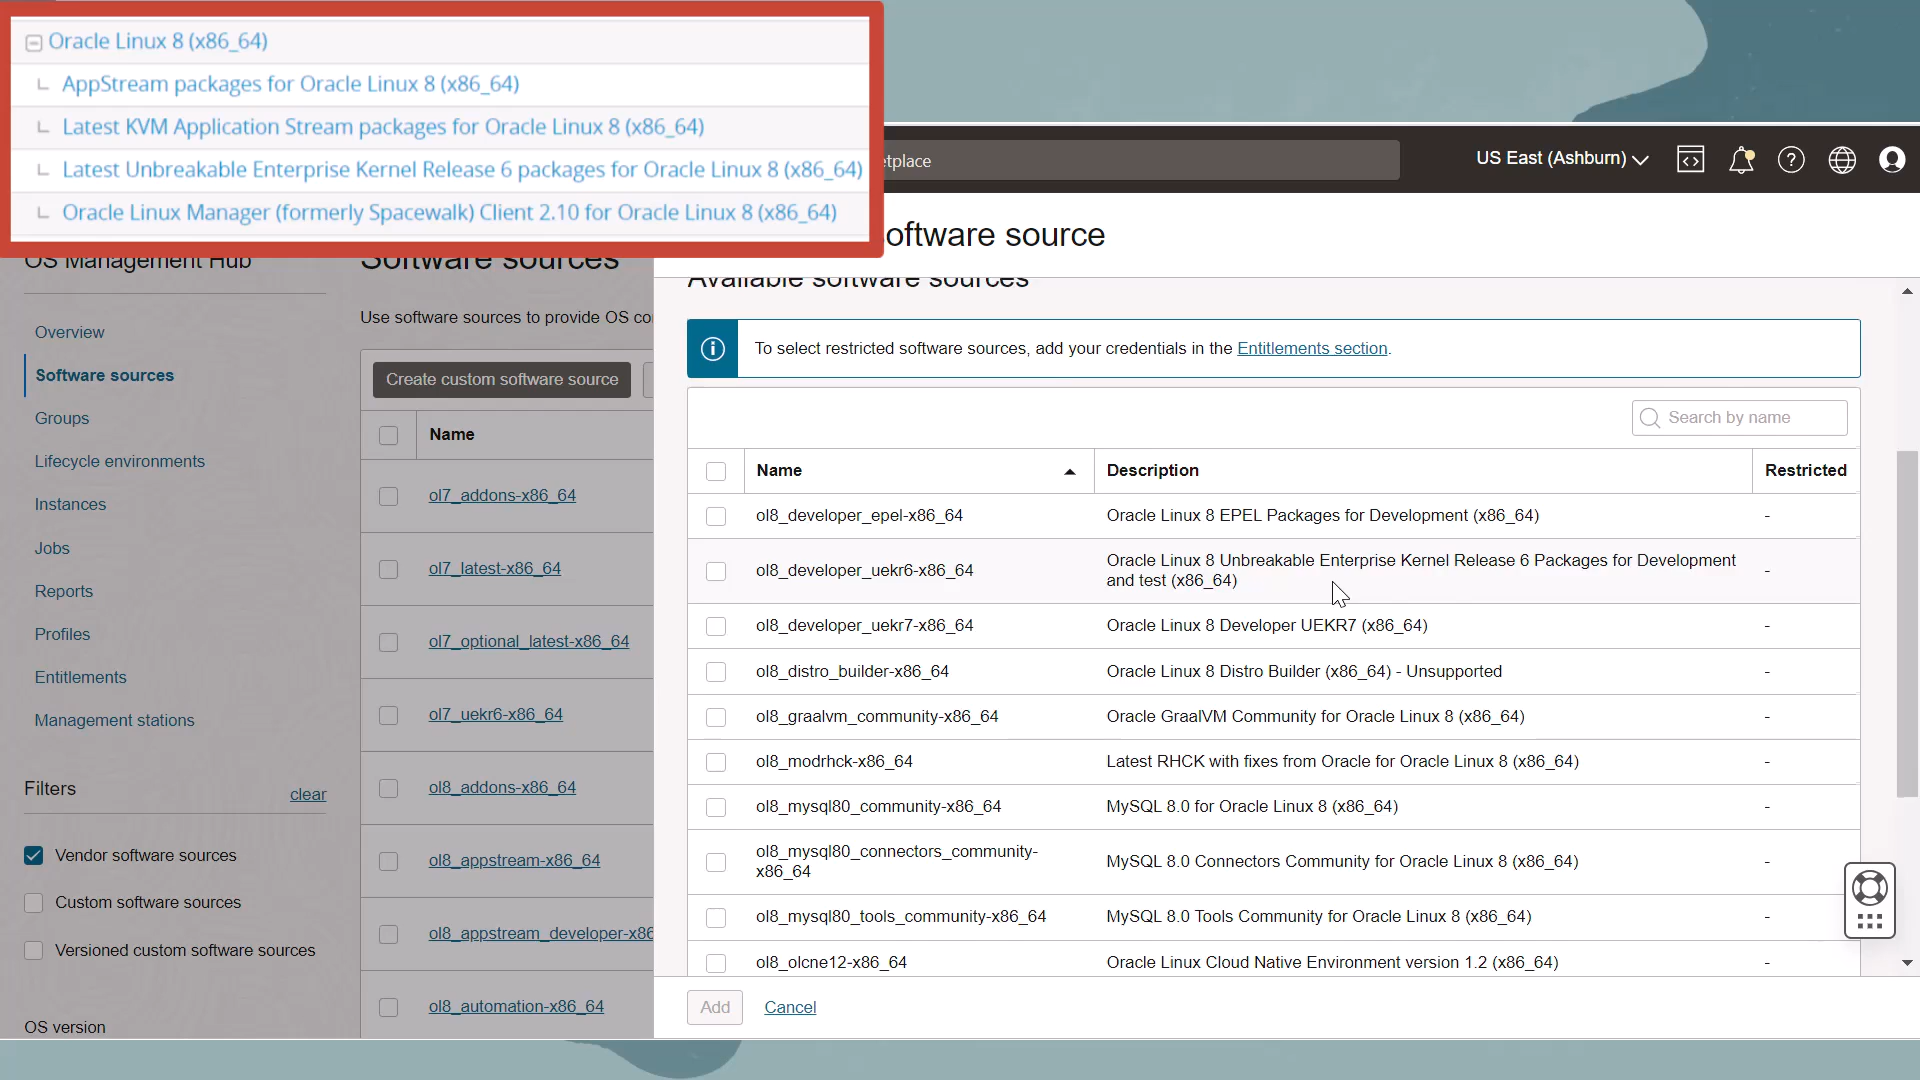 Oracle Linux 8 (x86_64)
AppStream packages for Oracle Linux 8 (x86_64)
Latest KVM Application Stream packages for Oracle Linux 8 (x86_64)
Latest Unbreakable Enterprise Kernel Release 6 packages for Oracle Linux 8 (x86_64)
Oracle Linux Manager (formerly Spacewalk) Client 2.10 for Oracle Linux 8 (x86_64)
etplace
US East (Ashburn)
oftware source
OS Management Hub
Overview
Software sources
Groups
Lifecycle environments
Instances
Jobs
Reports
Profiles
Entitlements
Management stations
Filters
clear
Vendor software sources
Custom software sources
Versioned custom software sources
OS version
Software sources
Use software sources to provide OS co
Create custom software source
Name
ol7_addons-x86_64
ol7_latest-x86_64
ol7_optional_latest-x86_64
ol7_uekr6-x86_64
ol8_addons-x86_64
ol8_appstream-x86_64
ol8_appstream_developer-x86
ol8_automation-x86_64
Available software sources
To select restricted software sources, add your credentials in the Entitlements section.
Search by name
Name Description Restricted
ol8_developer_epel-x86_64 Oracle Linux 8 EPEL Packages for Development (x86_64) -
ol8_developer_uekr6-x86_64 Oracle Linux 8 Unbreakable Enterprise Kernel Release 6 Packages for Development
and test (x86_64) -
ol8_developer_uekr7-x86_64 Oracle Linux 8 Developer UEKR7 (x86_64) -
ol8_distro_builder-x86_64 Oracle Linux 8 Distro Builder (x86_64) - Unsupported -
ol8_graalvm_community-x86_64 Oracle GraalVM Community for Oracle Linux 8 (x86_64) -
ol8_modrhck-x86_64 Latest RHCK with fixes from Oracle for Oracle Linux 8 (x86_64) -
ol8_mysql80_community-x86_64 MySQL 8.0 for Oracle Linux 8 (x86_64) -
ol8_mysql80_connectors_community-
x86_64 MySQL 8.0 Connectors Community for Oracle Linux 8 (x86_64) -
ol8_mysql80_tools_community-x86_64 MySQL 8.0 Tools Community for Oracle Linux 8 (x86_64) -
ol8_olcne12-x86_64 Oracle Linux Cloud Native Environment version 1.2 (x86_64) -
Add Cancel